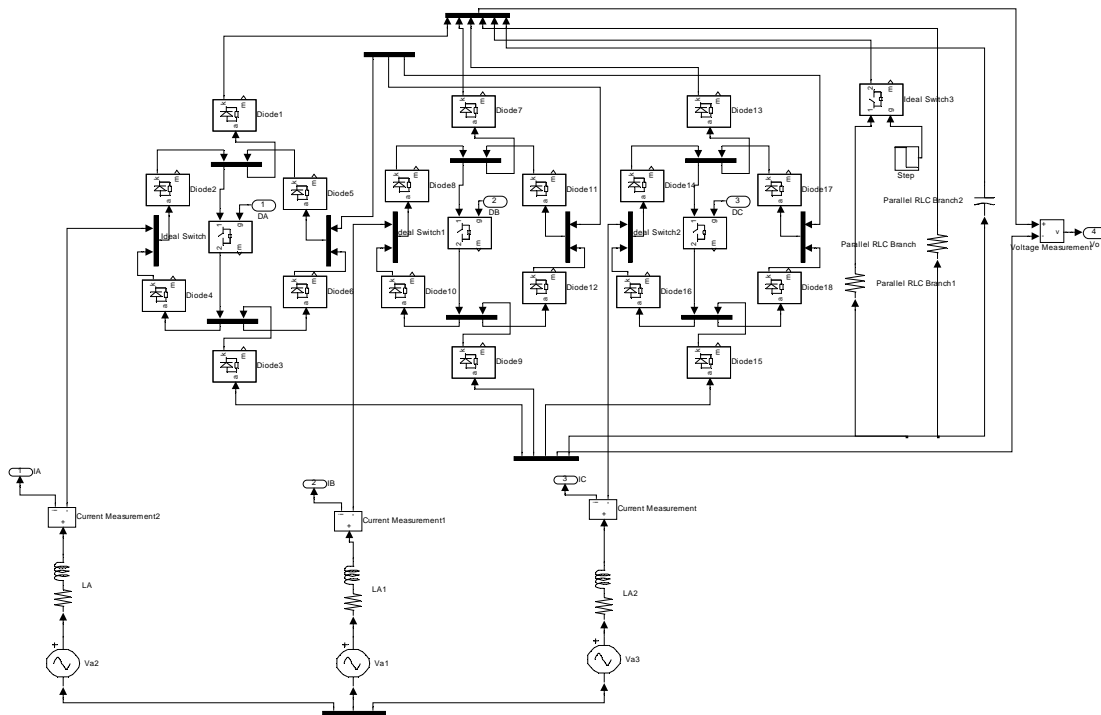 Diode1
Diode7
Diode13
Ideal Switch3
Step
Diode2
Diode5
Diode8
Diode11
Diode14
Diode17
1
DA
2
DB
3
DC
Ideal Switch
Ideal Switch1
Ideal Switch2
Parallel RLC Branch2
Parallel RLC Branch
Parallel RLC Branch1
Voltage Measurement
4
Vo
Diode4
Diode6
Diode10
Diode12
Diode16
Diode18
Diode3
Diode9
Diode15
1
IA
2
IB
3
IC
Current Measurement2
Current Measurement1
Current Measurement
LA
LA1
LA2
Va2
Va1
Va3